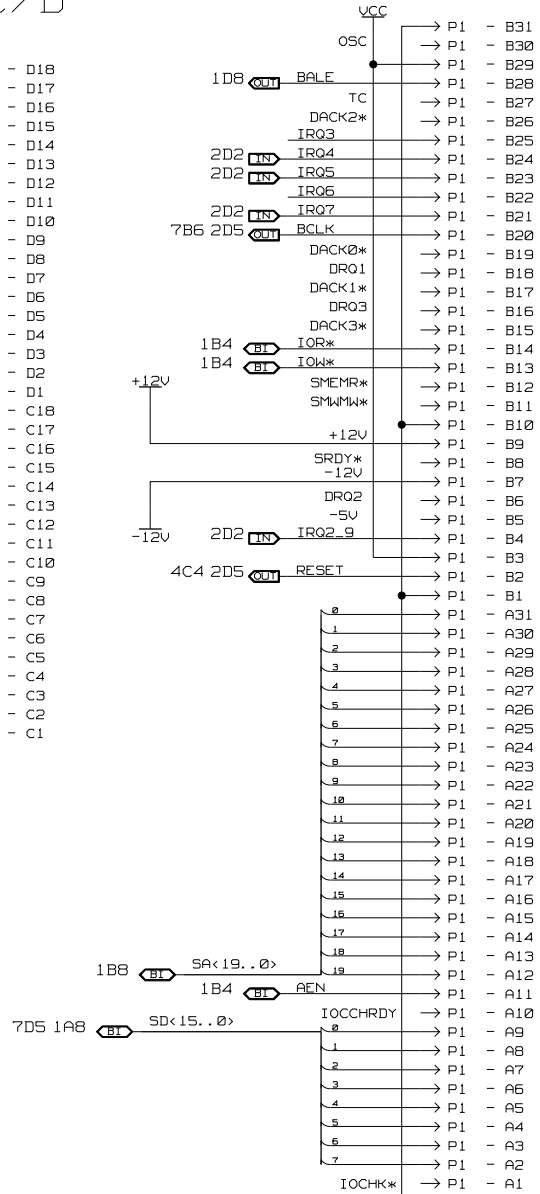 - D18
- D17
- D16
- D15
- D14
- D13
- D12
- D11
- D10
- D9
- D8
- D7
- D6
- D5
- D4
- D3
- D2
- D1
- C18
- C17
- C16
- C15
- C14
- C13
- C12
- C11
- C10
- C9
- C8
- C7
- C6
- C5
- C4
- C3
- C2
- C1
VCC
P1 - B31
OSC P1 - B30
P1 - B29
1D8 OUT BALE P1 - B28
TC P1 - B27
DACK2* P1 - B26
IRQ3 P1 - B25
2D2 IN IRQ4 P1 - B24
2D2 IN IRQ5 P1 - B23
IRQ6 P1 - B22
2D2 IN IRQ7 P1 - B21
7B6 2D5 OUT BCLK P1 - B20
DACK0* P1 - B19
DRQ1 P1 - B18
DACK1* P1 - B17
DRQ3 P1 - B16
DACK3* P1 - B15
1B4 BI IOR* P1 - B14
1B4 BI IOW* P1 - B13
+12V SMEMR* P1 - B12
SMWMW* P1 - B11
P1 - B10
+12V P1 - B9
SRDY* P1 - B8
-12V P1 - B7
DRQ2 P1 - B6
-5V P1 - B5
-12V 2D2 IN IRQ2_9 P1 - B4
P1 - B3
4C4 2D5 OUT RESET P1 - B2
P1 - B1
0 P1 - A31
1 P1 - A30
2 P1 - A29
3 P1 - A28
4 P1 - A27
5 P1 - A26
6 P1 - A25
7 P1 - A24
8 P1 - A23
9 P1 - A22
10 P1 - A21
11 P1 - A20
12 P1 - A19
13 P1 - A18
14 P1 - A17
15 P1 - A16
16 P1 - A15
17 P1 - A14
18 P1 - A13
1B8 BI SA<19..0> 19 P1 - A12
1B4 BI AEN P1 - A11
IOCCHRDY P1 - A10
7D5 1A8 BI SD<15..0> 0 P1 - A9
1 P1 - A8
2 P1 - A7
3 P1 - A6
4 P1 - A5
5 P1 - A4
6 P1 - A3
7 P1 - A2
IOCHK* P1 - A1